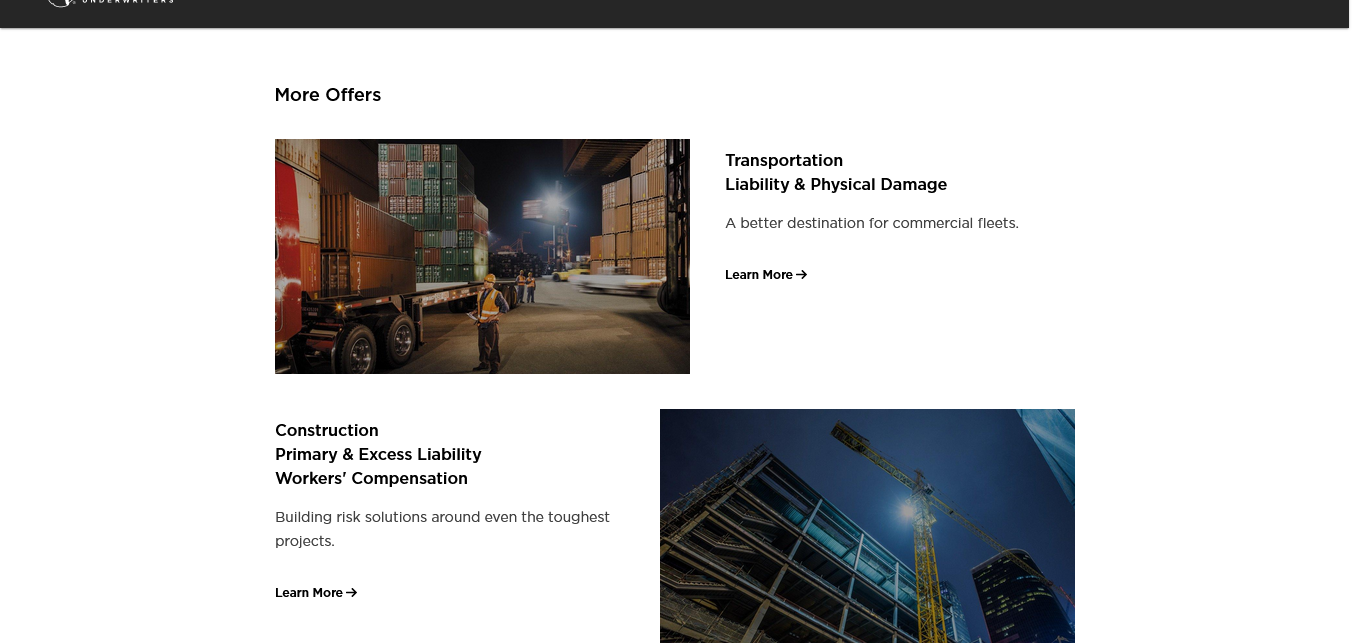 UNDERWRITERS
More Offers
Transportation
Liability & Physical Damage
A better destination for commercial fleets.
Learn More →
Construction
Primary & Excess Liability
Workers' Compensation
Building risk solutions around even the toughest
projects.
Learn More →